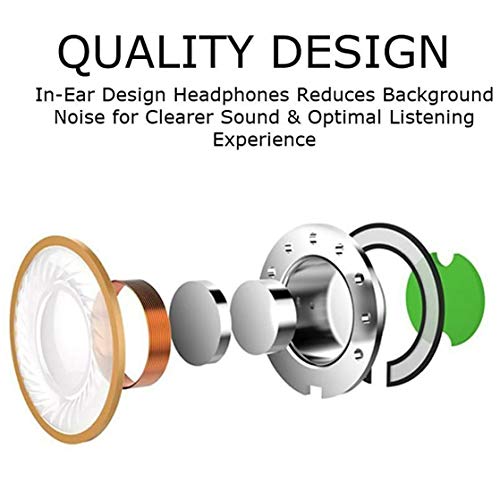 QUALITY DESIGN
In-Ear Design Headphones Reduces Background
Noise for Clearer Sound & Optimal Listening
Experience